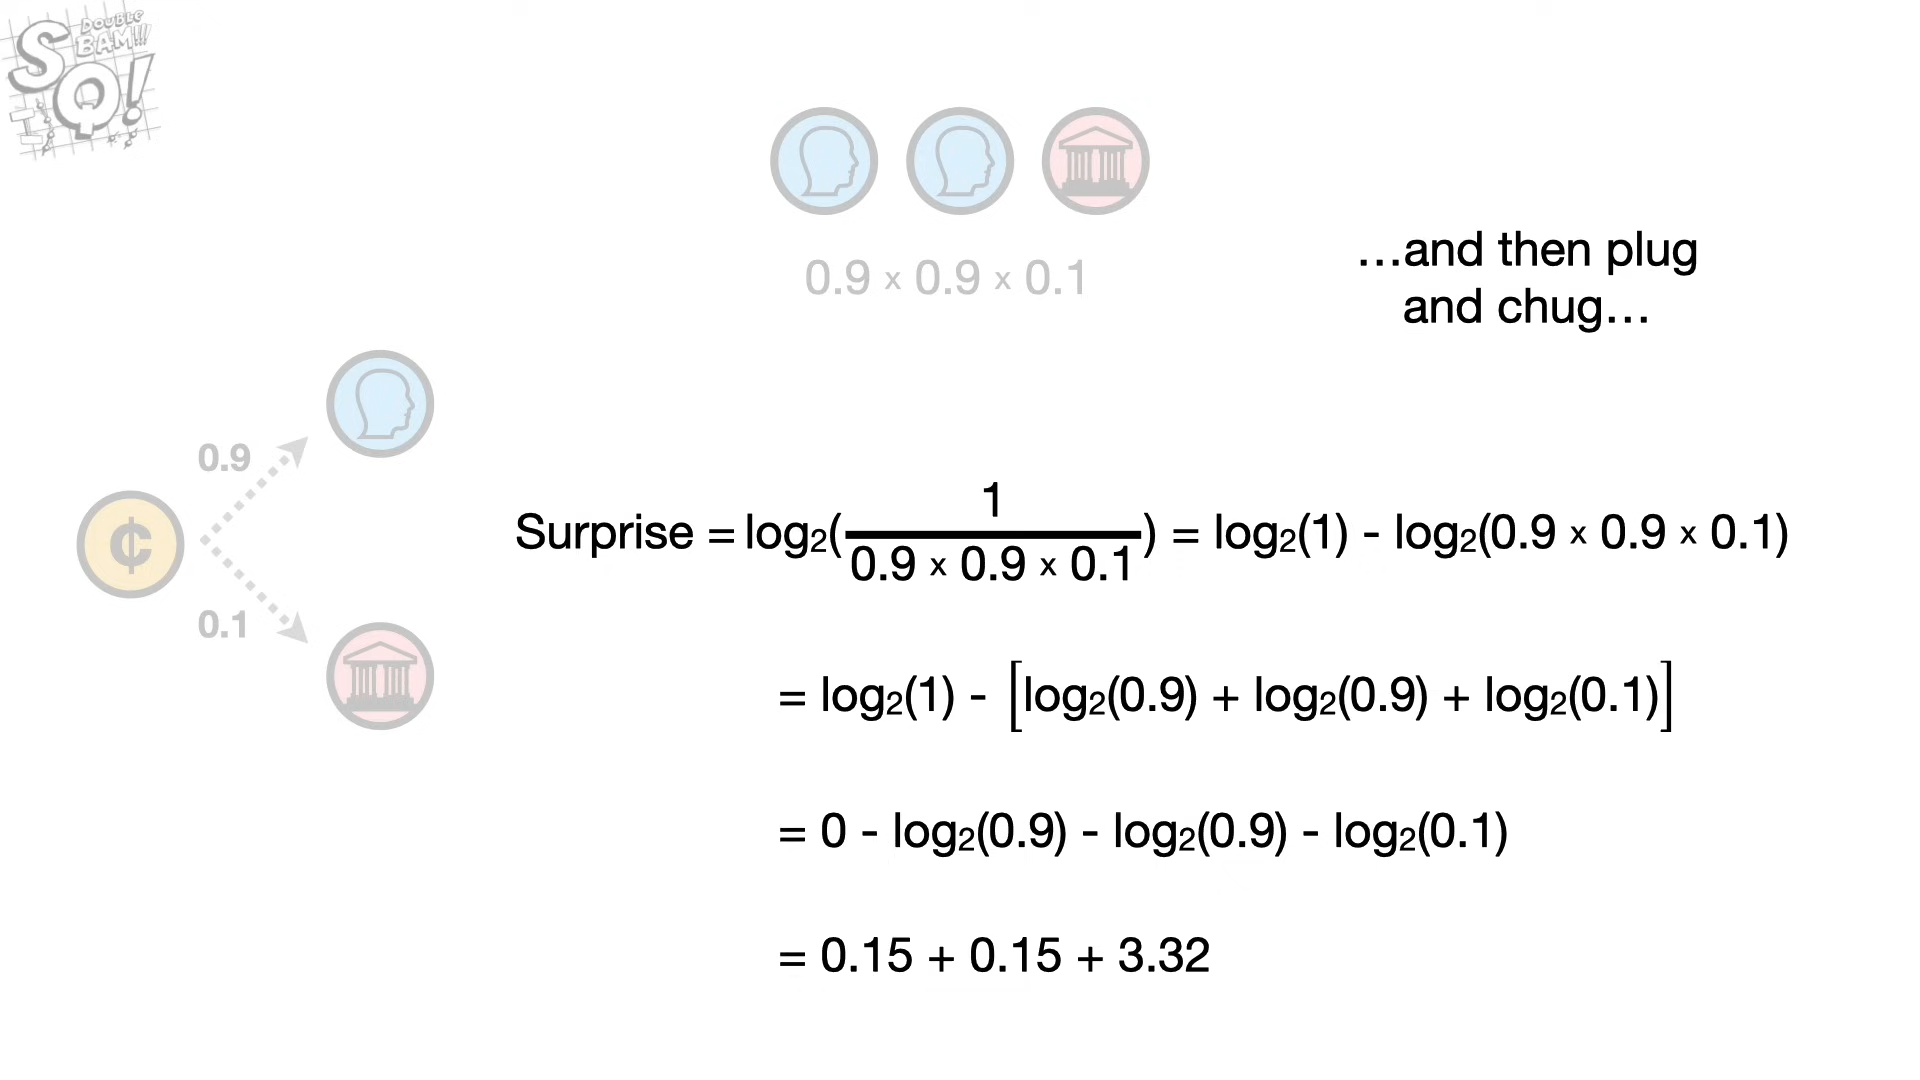 DOUBLE
BAM!!!
SQ!
0.9 x 0.9 x 0.1
…and then plug
and chug…
0.9
¢
0.1
Surprise = log₂(1/(0.9 x 0.9 x 0.1)) = log₂(1) - log₂(0.9 x 0.9 x 0.1)
= log₂(1) - [log₂(0.9) + log₂(0.9) + log₂(0.1)]
= 0 - log₂(0.9) - log₂(0.9) - log₂(0.1)
= 0.15 + 0.15 + 3.32